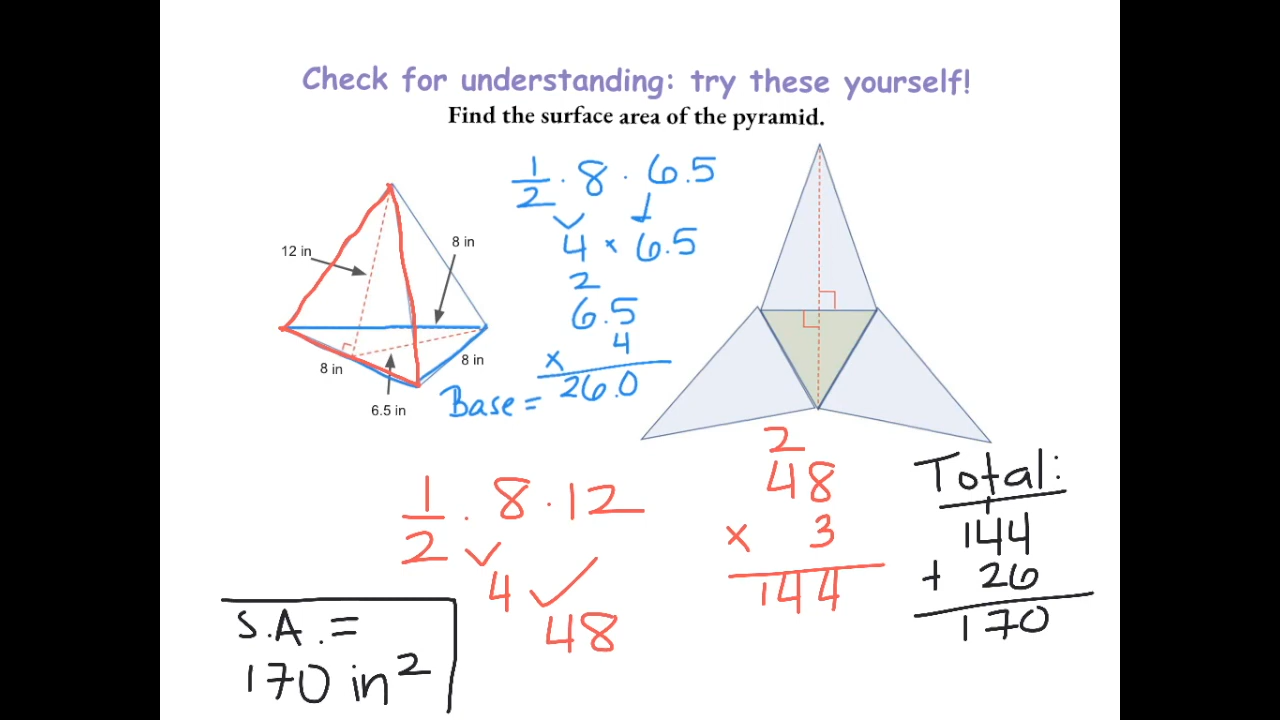 Check for understanding: try these yourself!
Find the surface area of the pyramid.
12 in
8 in
8 in
8 in
6.5 in
1/2 · 8 · 6.5
4 × 6.5
2
6.5
× 4
Base = 26.0
1/2 · 8 · 12
4
48
2
48
× 3
144
Total:
144
+ 26
170
S.A. =
170 in²